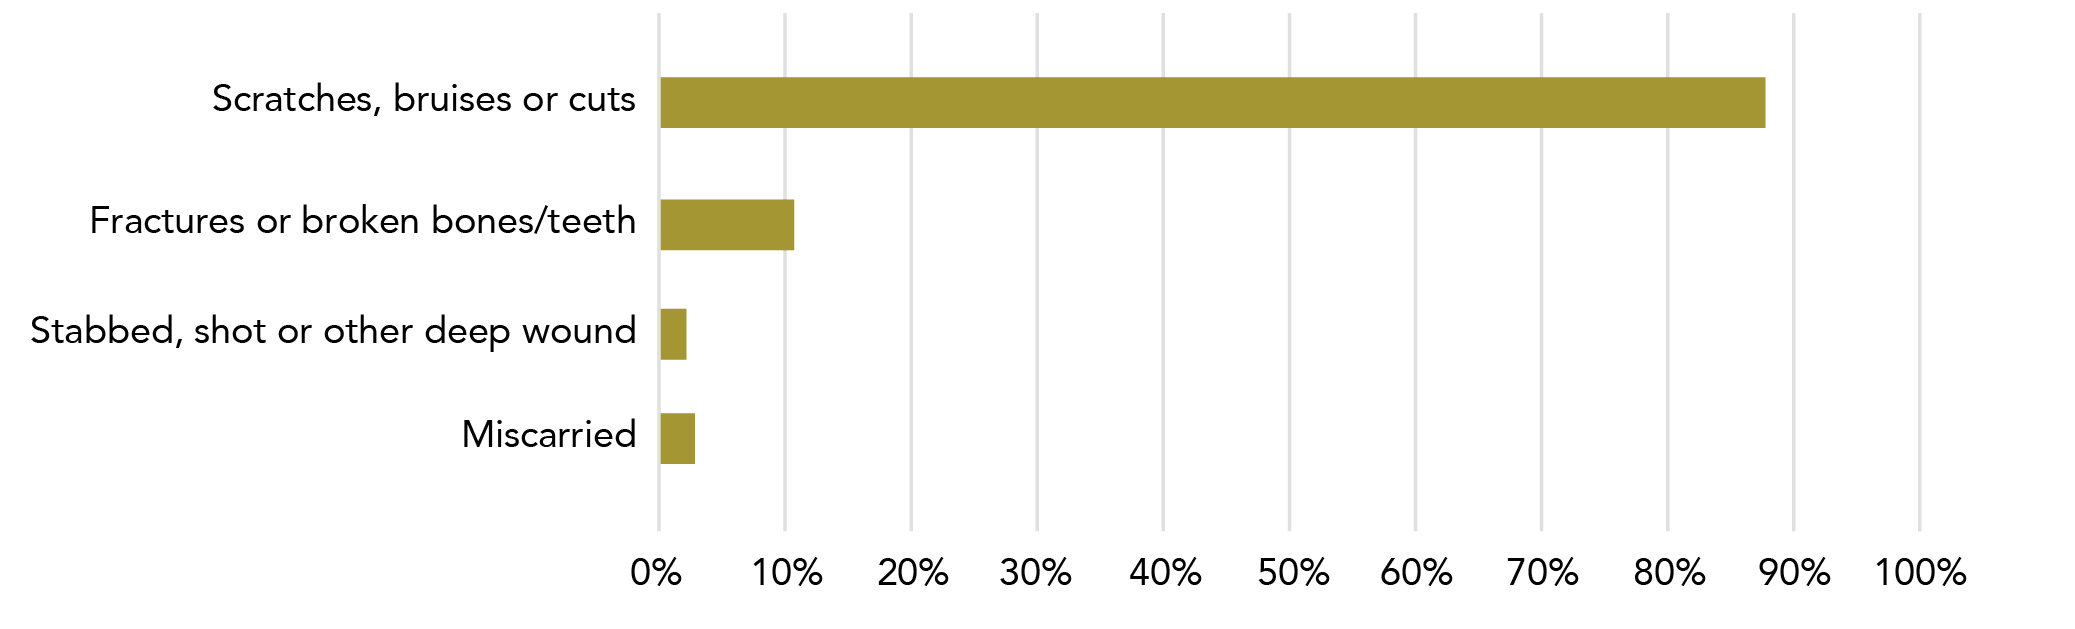 Scratches, bruises or cuts
Fractures or broken bones/teeth
Stabbed, shot or other deep wound
Miscarried
0% 10% 20% 30% 40% 50% 60% 70% 80% 90% 100%